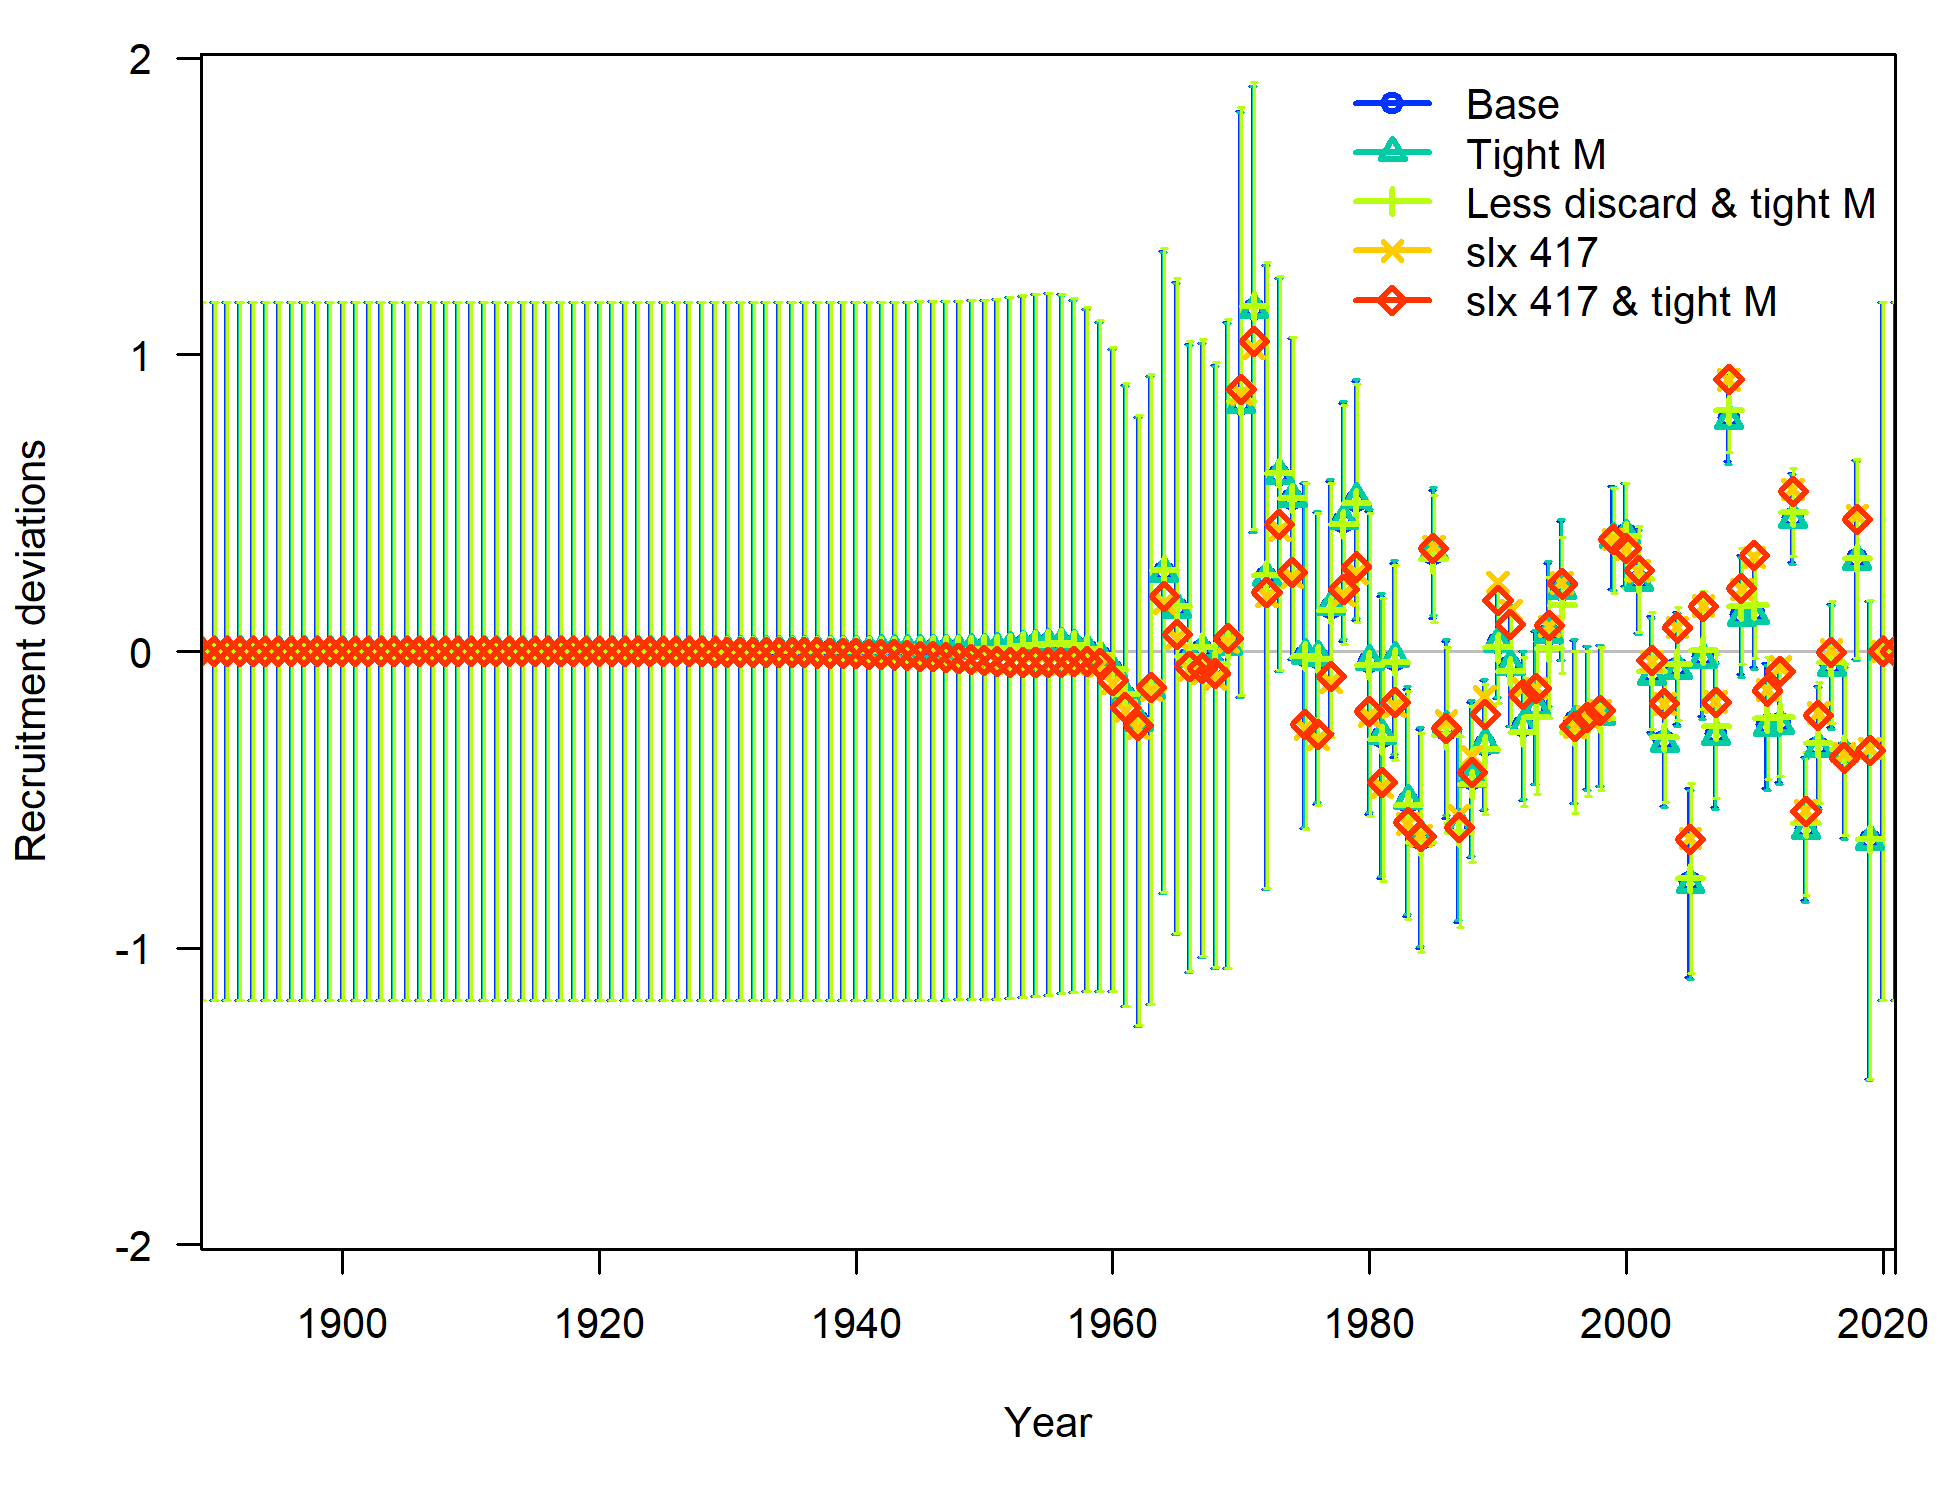 2
1
0
-1
-2
Recruitment deviations
Base
Tight M
Less discard & tight M
slx 417
slx 417 & tight M
1900 1920 1940 1960 1980 2000 2020
Year